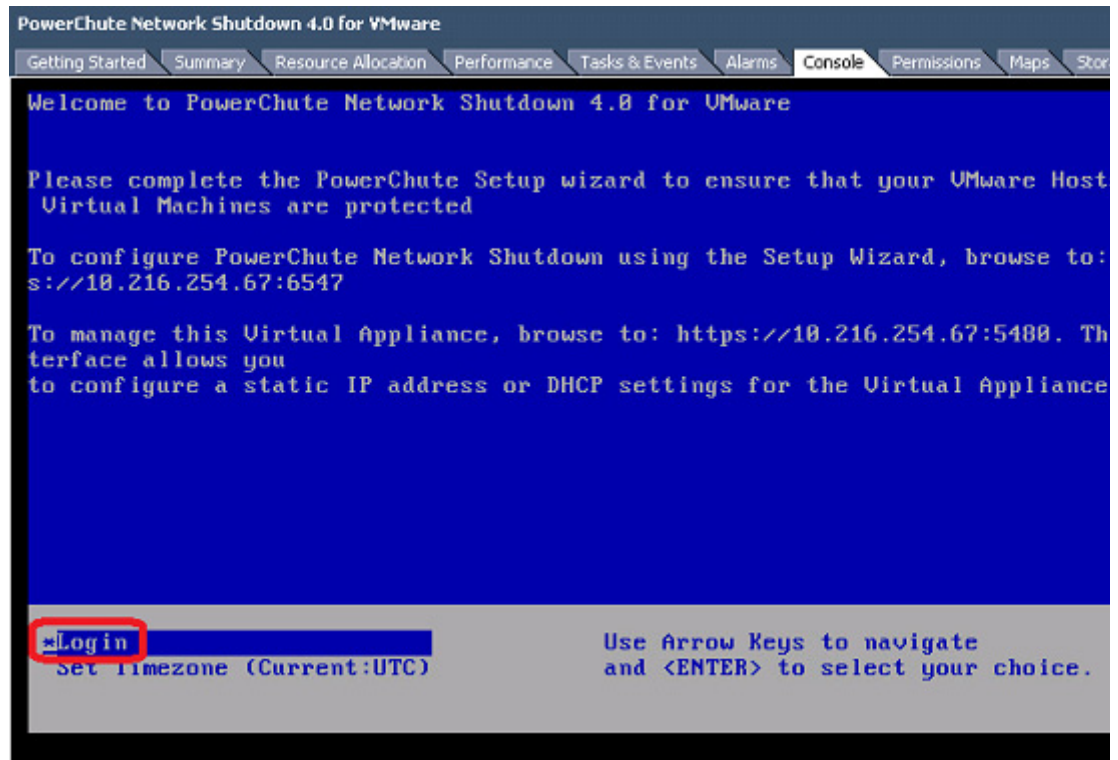 PowerChute Network Shutdown 4.0 for VMware
Getting Started Summary Resource Allocation Performance Tasks & Events Alarms Console Permissions Maps Stor
Welcome to PowerChute Network Shutdown 4.0 for VMware
Please complete the PowerChute Setup wizard to ensure that your VMware Host
Virtual Machines are protected
To configure PowerChute Network Shutdown using the Setup Wizard, browse to:
s://10.216.254.67:6547
To manage this Virtual Appliance, browse to: https://10.216.254.67:5480. Th
terface allows you
to configure a static IP address or DHCP settings for the Virtual Appliance
*Login
Set Timezone (Current:UTC)
Use Arrow Keys to navigate
and <ENTER> to select your choice.